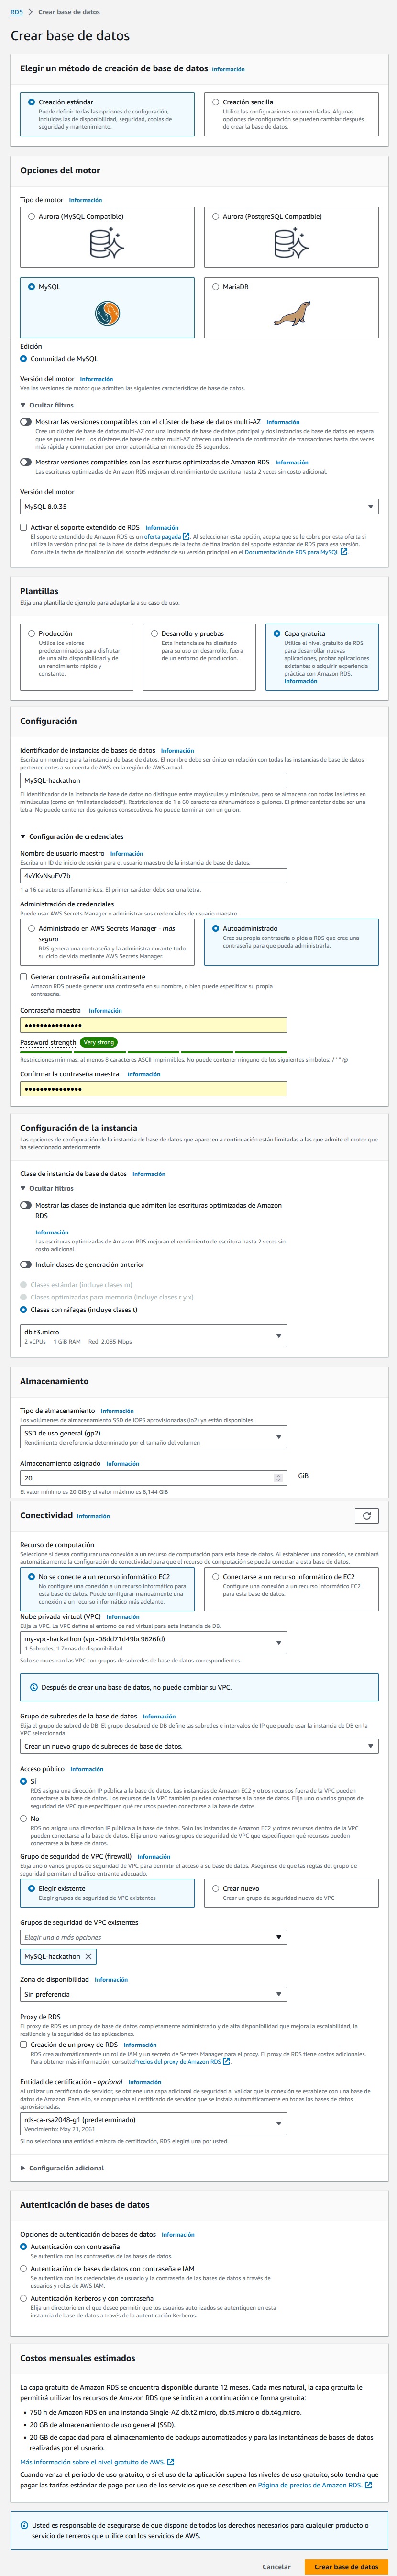 RDS > Crear base de datos
Crear base de datos
Elegir un método de creación de base de datos Información
Creación estándar
Puede definir todas las opciones de configuración,
incluidas las de disponibilidad, seguridad, copias de
seguridad y mantenimiento.
Creación sencilla
Utilice las configuraciones recomendadas. Algunas
opciones de configuración se pueden cambiar después
de crear la base de datos.
Opciones del motor
Tipo de motor Información
Aurora (MySQL Compatible)
Aurora (PostgreSQL Compatible)
MySQL
MariaDB
Edición
Comunidad de MySQL
Versión del motor Información
Vea las versiones de motor que admiten las siguientes características de base de datos.
Ocultar filtros
Mostrar las versiones compatibles con el clúster de base de datos multi-AZ Información
Cree un clúster de base de datos multi-AZ con una instancia de base de datos principal y dos instancias de base de datos en espera
que se puedan leer. Los clústeres de base de datos multi-AZ ofrecen una latencia de confirmación de transacciones hasta dos veces
más rápida y conmutación por error automática en menos de 35 segundos.
Mostrar versiones compatibles con las escrituras optimizadas de Amazon RDS Información
Las escrituras optimizadas de Amazon RDS mejoran el rendimiento de escritura hasta 2 veces sin costo adicional.
Versión del motor
MySQL 8.0.35
Activar el soporte extendido de RDS Información
El soporte extendido de Amazon RDS es un oferta pagada. Al seleccionar esta opción, acepta que se le cobre por esta oferta si
utiliza la versión principal de la base de datos después de la fecha de finalización del soporte estándar de RDS para esa versión.
Consulte la fecha de finalización del soporte estándar de su versión principal en el Documentación de RDS para MySQL.
Plantillas
Elija una plantilla de ejemplo para adaptarla a su caso de uso.
Producción
Utilice los valores
predeterminados para disfrutar
de una alta disponibilidad y de
un rendimiento rápido y
constante.
Desarrollo y pruebas
Esta instancia se ha diseñado
para su uso en desarrollo, fuera
de un entorno de producción.
Capa gratuita
Utilice el nivel gratuito de RDS
para desarrollar nuevas
aplicaciones, probar aplicaciones
existentes o adquirir experiencia
práctica con Amazon RDS.
Información
Configuración
Identificador de instancias de bases de datos Información
Escriba un nombre para la instancia de base de datos. El nombre debe ser único en relación con todas las instancias de base de datos
pertenecientes a su cuenta de AWS en la región de AWS actual.
MySQL-hackathon
El identificador de la instancia de base de datos no distingue entre mayúsculas y minúsculas, pero se almacena con todas las letras en
minúsculas (como en "miinstanciadebd"). Restricciones: de 1 a 60 caracteres alfanuméricos o guiones. El primer carácter debe ser una
letra. No puede contener dos guiones consecutivos. No puede terminar con un guion.
Configuración de credenciales
Nombre de usuario maestro Información
Escriba un ID de inicio de sesión para el usuario maestro de la instancia de base de datos.
4vYKvNsuFV7b
1 a 16 caracteres alfanuméricos. El primer carácter debe ser una letra.
Administración de credenciales
Puede usar AWS Secrets Manager o administrar sus credenciales de usuario maestro.
Administrado en AWS Secrets Manager - más
seguro
RDS genera una contraseña y la administra durante todo
su ciclo de vida mediante AWS Secrets Manager.
Autoadministrado
Cree su propia contraseña o pida a RDS que cree una
contraseña para que pueda administrarla.
Generar contraseña automáticamente
Amazon RDS puede generar una contraseña en su nombre, o bien puede especificar su propia
contraseña.
Contraseña maestra Información
Password strength Very strong
Restricciones mínimas: al menos 8 caracteres ASCII imprimibles. No puede contener ninguno de los siguientes símbolos: / ' " @
Confirmar la contraseña maestra Información
Configuración de la instancia
Las opciones de configuración de la instancia de base de datos que aparecen a continuación están limitadas a las que admite el motor que
ha seleccionado anteriormente.
Clase de instancia de base de datos Información
Ocultar filtros
Mostrar las clases de instancia que admiten las escrituras optimizadas de Amazon
RDS
Información
Las escrituras optimizadas de Amazon RDS mejoran el rendimiento de escritura hasta 2 veces sin
costo adicional.
Incluir clases de generación anterior
Clases estándar (incluye clases m)
Clases optimizadas para memoria (incluye clases r y x)
Clases con ráfagas (incluye clases t)
db.t3.micro
2 vCPUs 1 GiB RAM Red: 2,085 Mbps
Almacenamiento
Tipo de almacenamiento Información
Los volúmenes de almacenamiento SSD de IOPS aprovisionadas (io2) ya están disponibles.
SSD de uso general (gp2)
Rendimiento de referencia determinado por el tamaño del volumen
Almacenamiento asignado Información
20 GiB
El valor mínimo es 20 GiB y el valor máximo es 6,144 GiB
Conectividad Información
Recurso de computación
Seleccione si desea configurar una conexión a un recurso de computación para esta base de datos. Al establecer una conexión, se cambiará
automáticamente la configuración de conectividad para que el recurso de computación se pueda conectar a esta base de datos.
No se conecte a un recurso informático EC2
No configure una conexión a un recurso informático para
esta base de datos. Puede configurar manualmente una
conexión a un recurso informático más adelante.
Conectarse a un recurso informático de EC2
Configure una conexión a un recurso informático EC2
para esta base de datos.
Nube privada virtual (VPC) Información
Elija la VPC. La VPC define el entorno de red virtual para esta instancia de DB.
my-vpc-hackathon (vpc-08dd71d49bc9626fd)
1 Subredes, 1 Zonas de disponibilidad
Solo se muestran las VPC con grupos de subredes de base de datos correspondientes.
Después de crear una base de datos, no puede cambiar su VPC.
Grupo de subredes de la base de datos Información
Elija el grupo de subred de DB. El grupo de subred de DB define las subredes e intervalos de IP que puede usar la instancia de DB en la
VPC seleccionada.
Crear un nuevo grupo de subredes de base de datos.
Acceso público Información
Sí
RDS asigna una dirección IP pública a la base de datos. Las instancias de Amazon EC2 y otros recursos fuera de la VPC pueden
conectarse a la base de datos. Los recursos de la VPC también pueden conectarse a la base de datos. Elija uno o varios grupos de
seguridad de VPC que especifiquen qué recursos pueden conectarse a la base de datos.
No
RDS no asigna una dirección IP pública a la base de datos. Solo las instancias de Amazon EC2 y otros recursos dentro de la VPC
pueden conectarse a la base de datos. Elija uno o varios grupos de seguridad de VPC que especifiquen qué recursos pueden
conectarse a la base de datos.
Grupo de seguridad de VPC (firewall) Información
Elija uno o varios grupos de seguridad de VPC para permitir el acceso a su base de datos. Asegúrese de que las reglas del grupo de
seguridad permitan el tráfico entrante adecuado.
Elegir existente
Elegir grupos de seguridad de VPC existentes
Crear nuevo
Crear un grupo de seguridad nuevo de VPC
Grupos de seguridad de VPC existentes
Elegir una o más opciones
MySQL-hackathon
Zona de disponibilidad Información
Sin preferencia
Proxy de RDS
El proxy de RDS es un proxy de base de datos completamente administrado y de alta disponibilidad que mejora la escalabilidad, la
resiliencia y la seguridad de las aplicaciones.
Creación de un proxy de RDS Información
RDS crea automáticamente un rol de IAM y un secreto de Secrets Manager para el proxy. El proxy de RDS tiene costos adicionales.
Para obtener más información, consultePrecios del proxy de Amazon RDS.
Entidad de certificación - opcional Información
Al utilizar un certificado de servidor, se obtiene una capa adicional de seguridad al validar que la conexión se establece con una base de
datos de Amazon. Para ello, se comprueba el certificado de servidor que se instala automáticamente en todas las bases de datos
aprovisionadas.
rds-ca-rsa2048-g1 (predeterminado)
Vencimiento: May 21, 2061
Si no selecciona una entidad emisora de certificación, RDS elegirá una por usted.
Configuración adicional
Autenticación de bases de datos
Opciones de autenticación de bases de datos Información
Autenticación con contraseña
Se autentica con las contraseñas de las bases de datos.
Autenticación de bases de datos con contraseña e IAM
Se autentica con las credenciales de usuario y la contraseña de las bases de datos a través de
usuarios y roles de AWS IAM.
Autenticación Kerberos y con contraseña
Elija un directorio en el que desee permitir que los usuarios autorizados se autentiquen en esta
instancia de base de datos a través de la autenticación Kerberos.
Costos mensuales estimados
La capa gratuita de Amazon RDS se encuentra disponible durante 12 meses. Cada mes natural, la capa gratuita le
permitirá utilizar los recursos de Amazon RDS que se indican a continuación de forma gratuita:
• 750 h de Amazon RDS en una instancia Single-AZ db.t2.micro, db.t3.micro o db.t4g.micro.
• 20 GB de almacenamiento de uso general (SSD).
• 20 GB de capacidad para el almacenamiento de backups automatizados y para las instantáneas de bases de datos
realizadas por el usuario.
Más información sobre el nivel gratuito de AWS.
Cuando venza el periodo de uso gratuito, o si el uso de la aplicación supera los niveles de uso gratuito, solo tendrá que
pagar las tarifas estándar de pago por uso de los servicios que se describen en Página de precios de Amazon RDS.
Usted es responsable de asegurarse de que dispone de todos los derechos necesarios para cualquier producto o
servicio de terceros que utilice con los servicios de AWS.
Cancelar
Crear base de datos